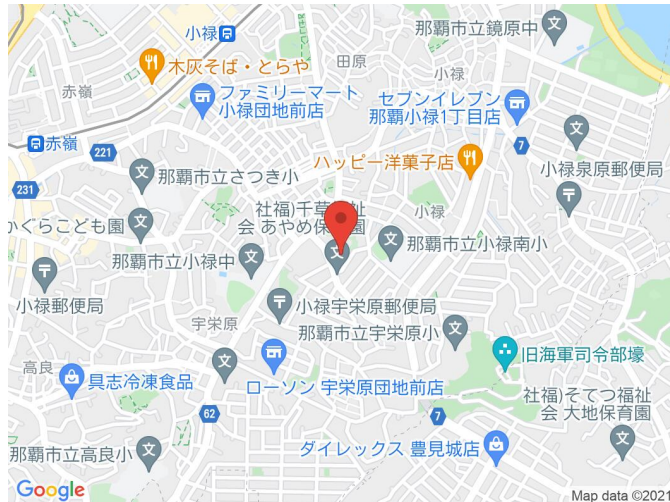 小禄
那覇市立鏡原中
木灰そば・とらや
田原
小禄
赤嶺
ファミリーマート
小禄団地前店
セブンイレブン
那覇小禄1丁目店
赤嶺
221
7
那覇市立さつき小
ハッピー洋菓子店
小禄泉原郵便局
231
社福)千草福祉
会 あやめ保育園
小禄
かぐらこども園
那覇市立小禄南小
那覇市立小禄中
小禄郵便局
小禄宇栄原郵便局
宇栄原
那覇市立宇栄原小
旧海軍司令部壕
高良
具志冷凍食品
ローソン 宇栄原団地前店
社福)そてつ福祉
会 大地保育園
62
7
ダイレックス 豊見城店
那覇市立高良小
Google
Map data ©2021